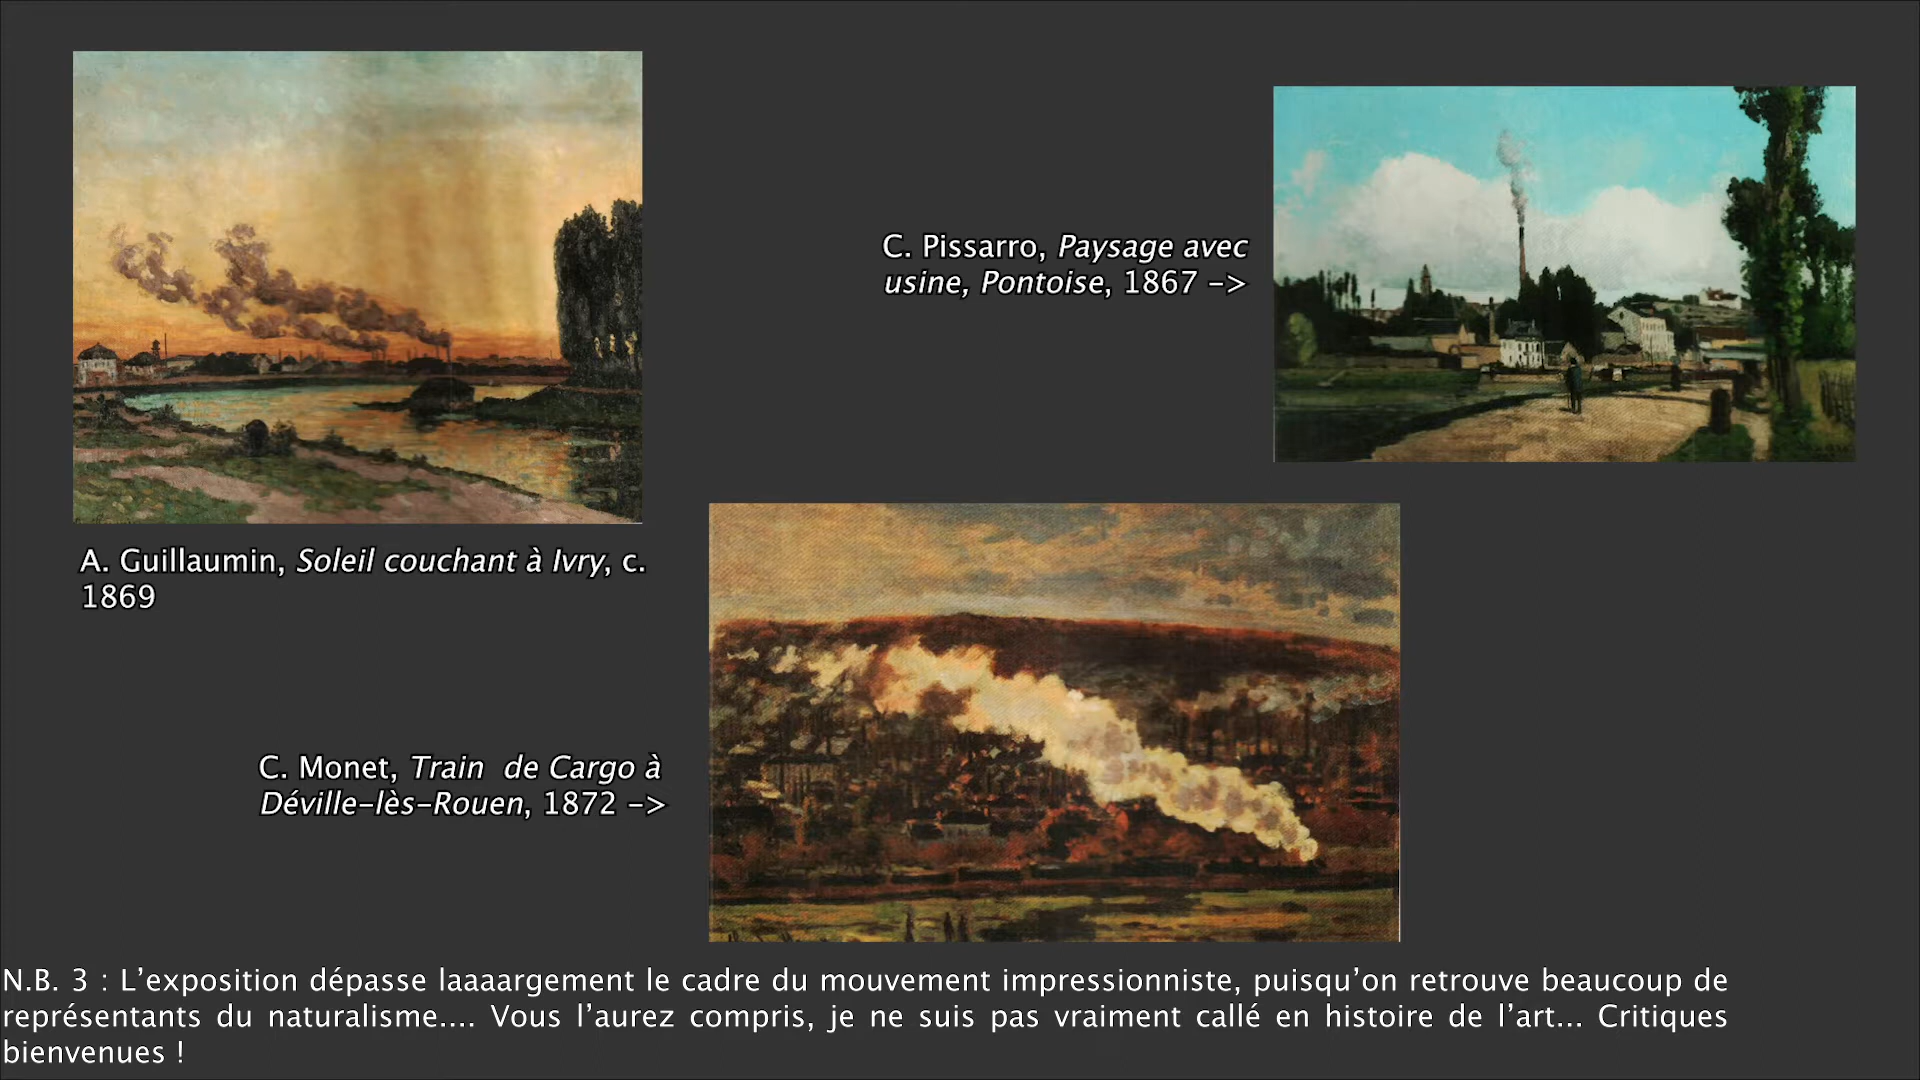 C. Pissarro, Paysage avec
usine, Pontoise, 1867 ->
A. Guillaumin, Soleil couchant à Ivry, c.
1869
C. Monet, Train de Cargo à
Déville-lès-Rouen, 1872 ->
N.B. 3 : L’exposition dépasse laaaargement le cadre du mouvement impressionniste, puisqu’on retrouve beaucoup de
représentants du naturalisme.... Vous l’aurez compris, je ne suis pas vraiment callé en histoire de l’art... Critiques
bienvenues !